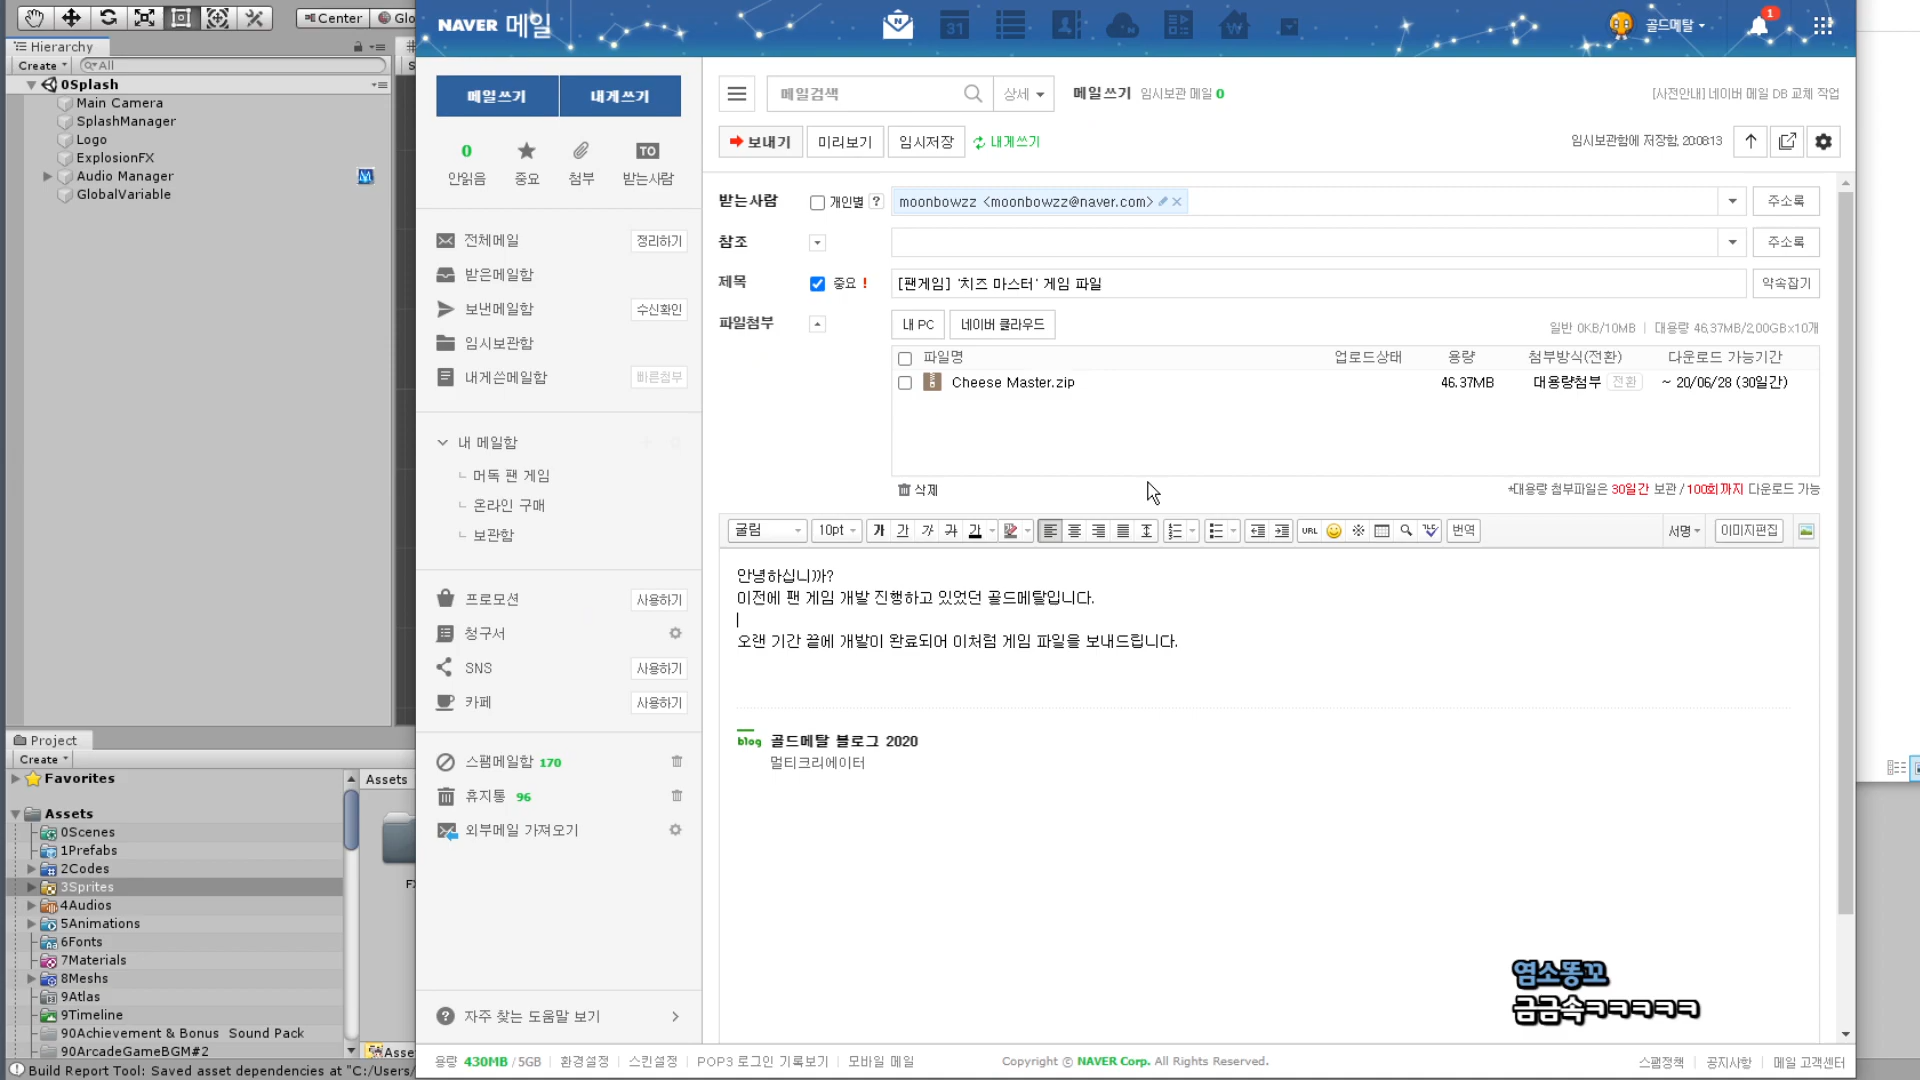 Center
Glo
Hierarchy
Create
All
0Splash
Main Camera
SplashManager
Logo
ExplosionFX
Audio Manager
GlobalVariable
Project
Create
Favorites
Assets
Assets
0Scenes
1Prefabs
2Codes
3Sprites
4Audios
5Animations
6Fonts
7Materials
8Meshs
9Atlas
9Timeline
90Achievement & Bonus Sound Pack
90ArcadeGameBGM#2
Asse
Build Report Tool: Saved asset dependencies at "C:/Users/
NAVER 메일
31
골드메탈
1
메일쓰기 내게쓰기
0
TO
안읽음 중요 첨부 받는사람
전체메일 정리하기
받은메일함
보낸메일함 수신확인
임시보관함
내게쓴메일함 빠른첨부
내 메일함
머독 팬 게임
온라인 구매
보관함
프로모션 사용하기
청구서
SNS 사용하기
카페 사용하기
스팸메일함 170
휴지통 96
외부메일 가져오기
자주 찾는 도움말 보기
메일검색 상세 메일쓰기 임시보관 메일 0 [사전안내] 네이버 메일 DB 교체 작업
보내기 미리보기 임시저장 내게쓰기 임시보관함에 저장함, 20:08:13
받는사람 개인별 ? moonbowzz <moonbowzz@naver.com> 주소록
참조 주소록
제목 중요 ! [팬게임] '치즈 마스터' 게임 파일 약속잡기
파일첨부 내 PC 네이버 클라우드 일반 0KB/10MB | 대용량 46.37MB/2.00GBx10개
파일명 업로드상태 용량 첨부방식(전환) 다운로드 가능기간
Cheese Master.zip 46.37MB 대용량첨부 전환 ~ 20/06/28 (30일간)
삭제 *대용량 첨부파일은 30일간 보관 / 100회까지 다운로드 가능
굴림 10pt 가 가 가 가 가 URL 번역 서명 이미지편집
안녕하십니까?
이전에 팬 게임 개발 진행하고 있었던 골드메탈입니다.
오랜 기간 끝에 개발이 완료되어 이처럼 게임 파일을 보내드립니다.
blog 골드메탈 블로그 2020
멀티크리에이터
염소똥꼬
금금속ㅋㅋㅋㅋㅋ
용량 430MB / 5GB | 환경설정 | 스킨설정 | POP3 로그인 기록보기 | 모바일 메일 Copyright © NAVER Corp. All Rights Reserved. 스팸정책 | 공지사항 | 메일 고객센터